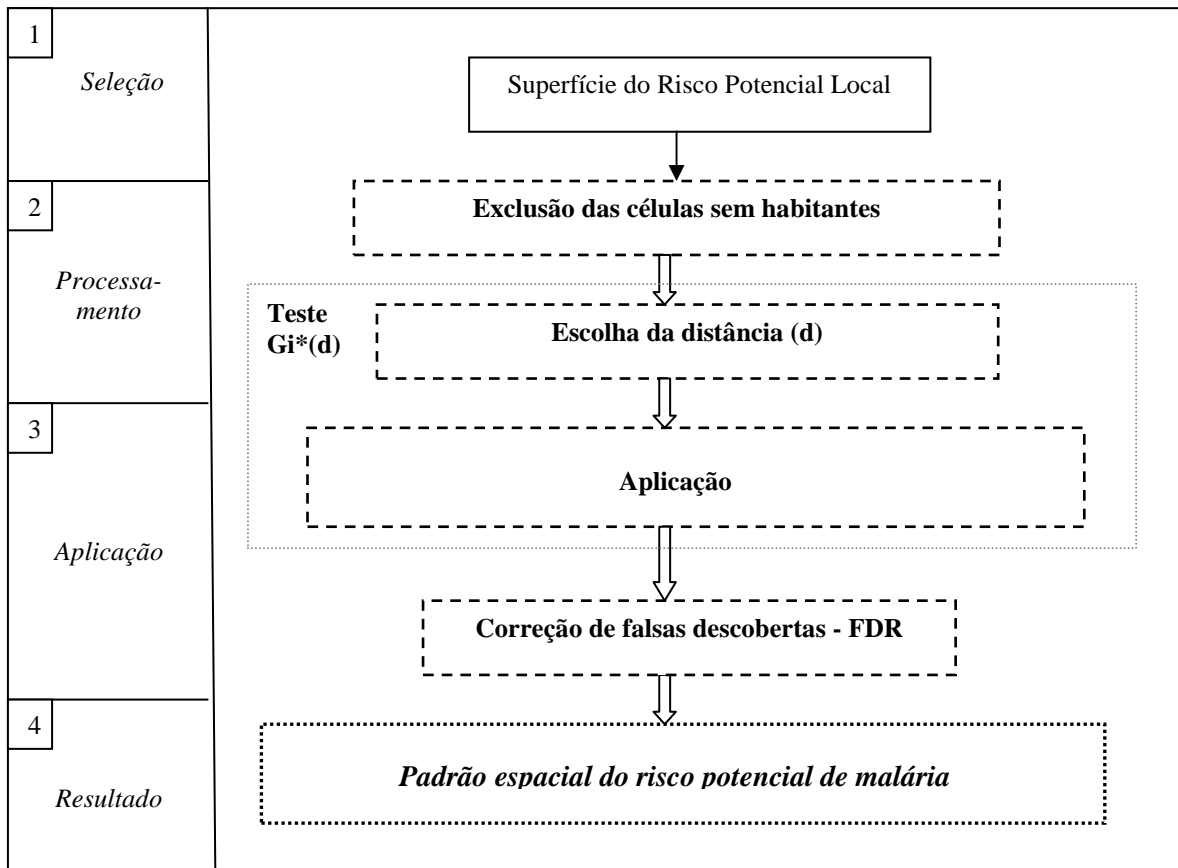 1
Seleção
Superfície do Risco Potencial Local
2
Processa-
mento
Exclusão das células sem habitantes
Teste
Gi*(d)
Escolha da distância (d)
3
Aplicação
Aplicação
Correção de falsas descobertas - FDR
4
Resultado
Padrão espacial do risco potencial de malária